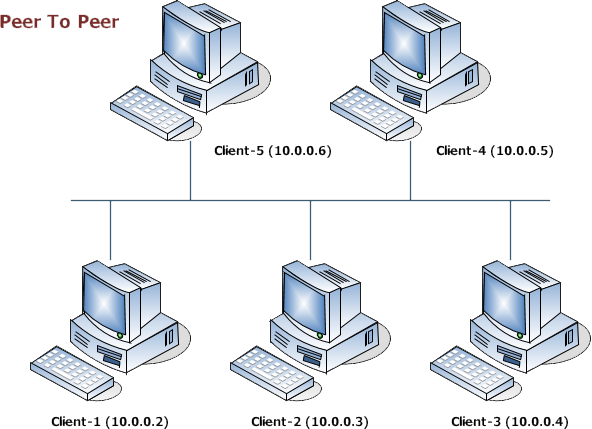 Peer To Peer
Client-5 (10.0.0.6)
Client-4 (10.0.0.5)
Client-1 (10.0.0.2)
Client-2 (10.0.0.3)
Client-3 (10.0.0.4)